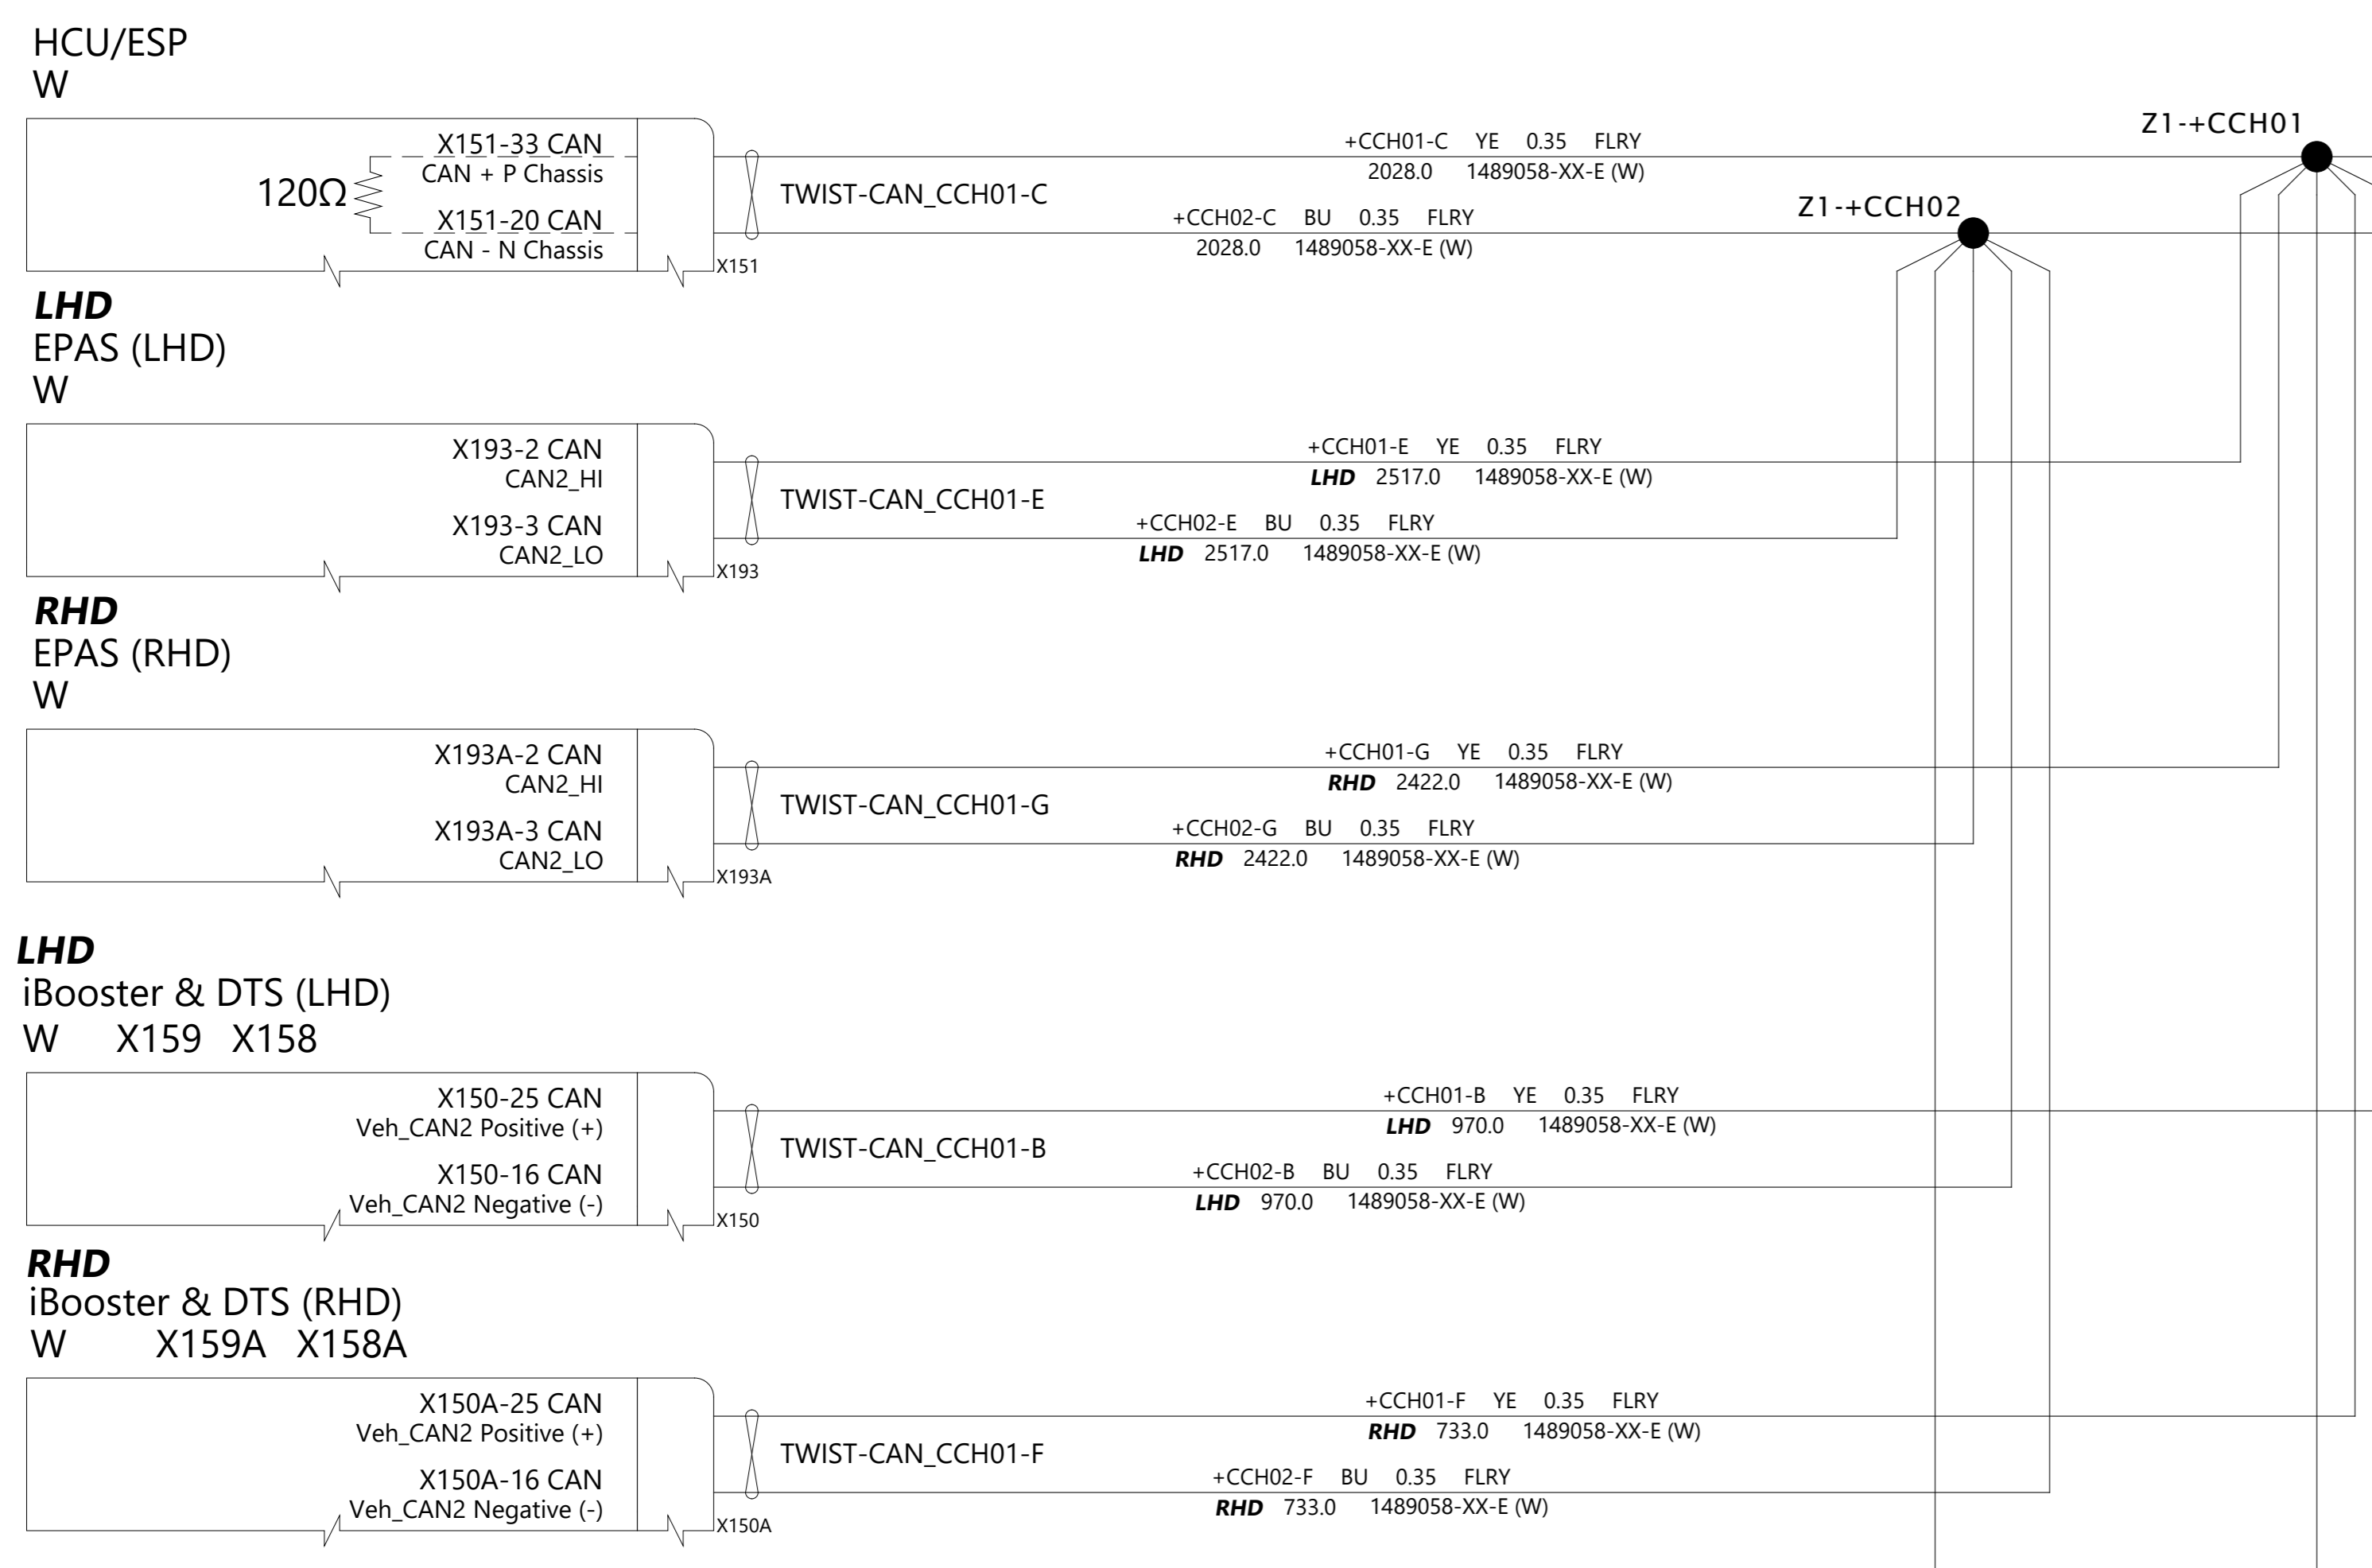 HCU/ESP
W
X151-33 CAN
CAN + P Chassis
120Ω
X151-20 CAN
CAN - N Chassis
X151
TWIST-CAN_CCH01-C
+CCH01-C YE 0.35 FLRY
2028.0 1489058-XX-E (W)
+CCH02-C BU 0.35 FLRY
2028.0 1489058-XX-E (W)
Z1-+CCH01
Z1-+CCH02
LHD
EPAS (LHD)
W
X193-2 CAN
CAN2_HI
X193-3 CAN
CAN2_LO
X193
TWIST-CAN_CCH01-E
+CCH01-E YE 0.35 FLRY
LHD 2517.0 1489058-XX-E (W)
+CCH02-E BU 0.35 FLRY
LHD 2517.0 1489058-XX-E (W)
RHD
EPAS (RHD)
W
X193A-2 CAN
CAN2_HI
X193A-3 CAN
CAN2_LO
X193A
TWIST-CAN_CCH01-G
+CCH01-G YE 0.35 FLRY
RHD 2422.0 1489058-XX-E (W)
+CCH02-G BU 0.35 FLRY
RHD 2422.0 1489058-XX-E (W)
LHD
iBooster & DTS (LHD)
W X159 X158
X150-25 CAN
Veh_CAN2 Positive (+)
X150-16 CAN
Veh_CAN2 Negative (-)
X150
TWIST-CAN_CCH01-B
+CCH01-B YE 0.35 FLRY
LHD 970.0 1489058-XX-E (W)
+CCH02-B BU 0.35 FLRY
LHD 970.0 1489058-XX-E (W)
RHD
iBooster & DTS (RHD)
W X159A X158A
X150A-25 CAN
Veh_CAN2 Positive (+)
X150A-16 CAN
Veh_CAN2 Negative (-)
X150A
TWIST-CAN_CCH01-F
+CCH01-F YE 0.35 FLRY
RHD 733.0 1489058-XX-E (W)
+CCH02-F BU 0.35 FLRY
RHD 733.0 1489058-XX-E (W)